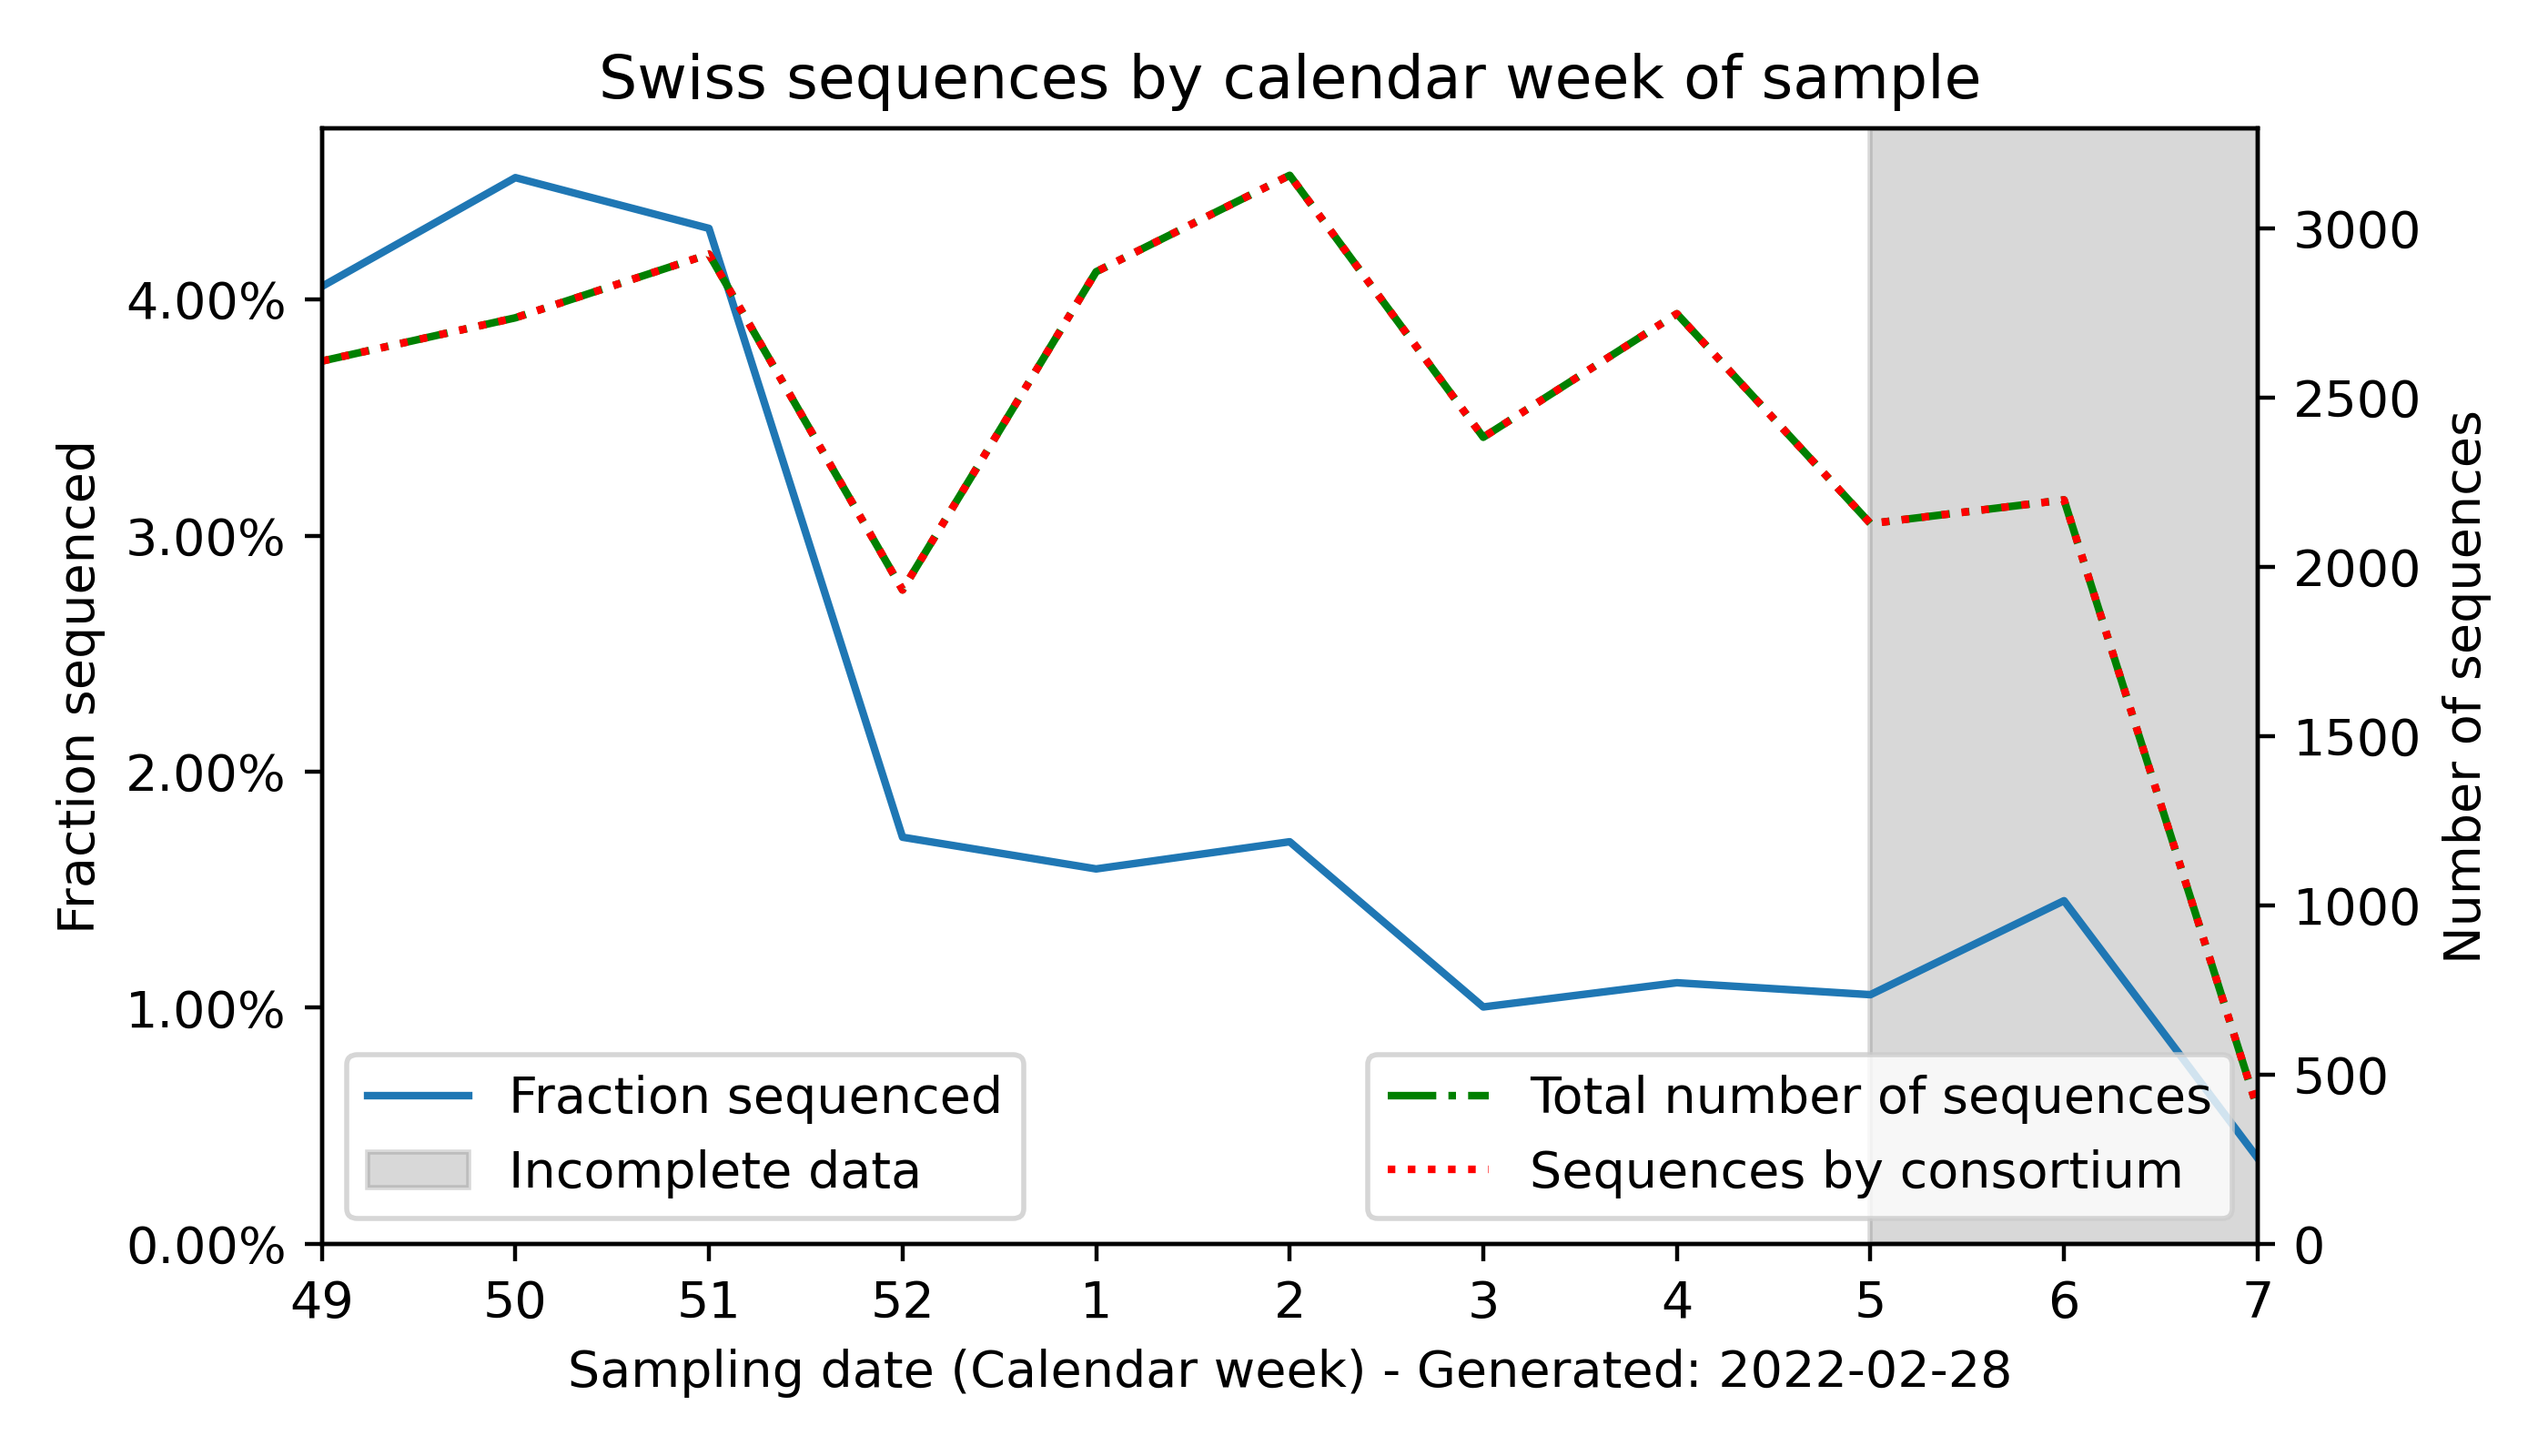 Swiss sequences by calendar week of sample
Fraction sequenced
4.00%
3.00%
2.00%
1.00%
0.00%
3000
2500
2000
1500
1000
500
0
Number of sequences
Fraction sequenced
Incomplete data
Total number of sequences
Sequences by consortium
49 50 51 52 1 2 3 4 5 6 7
Sampling date (Calendar week) - Generated: 2022-02-28